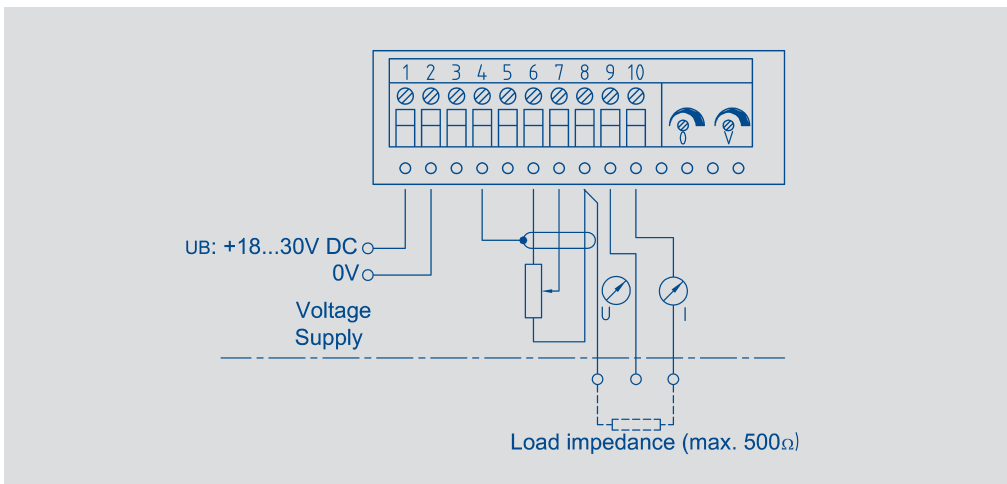 1 2 3 4 5 6 7 8 9 10
0
UB: +18...30V DC
0V
Voltage
Supply
U
I
Load impedance (max. 500Ω)